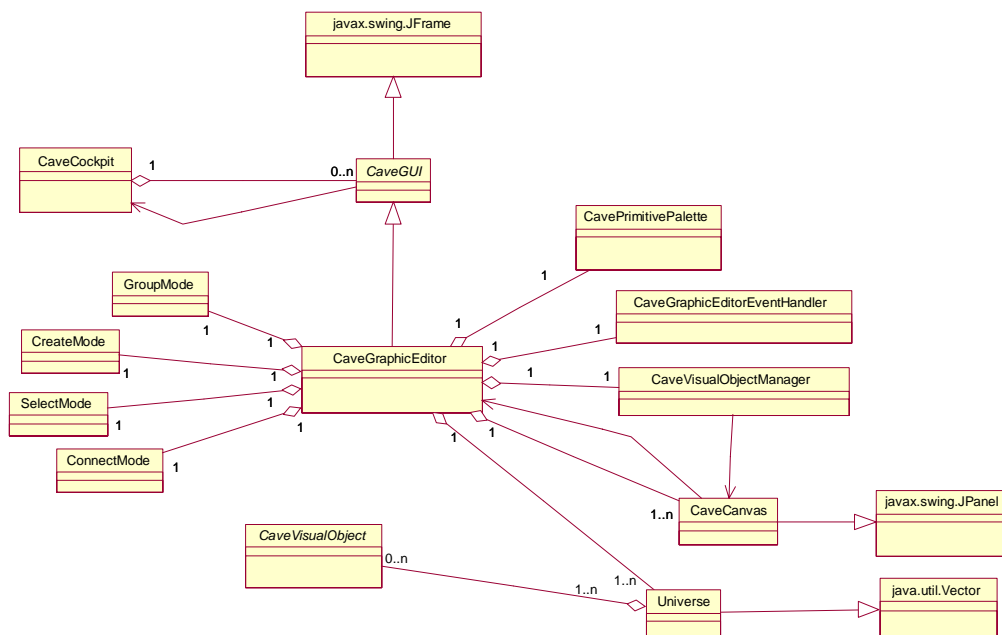 javax.swing.JFrame
CaveCockpit
1
0..n
CaveGUI
CavePrimitivePalette
1
GroupMode
1
1
CaveGraphicEditorEventHandler
1
1
1
CreateMode
1
1
CaveGraphicEditor
SelectMode
1
1
1
1
CaveVisualObjectManager
ConnectMode
1
1
1
1
1..n
CaveCanvas
javax.swing.JPanel
CaveVisualObject
0..n
1..n
1..n
Universe
java.util.Vector